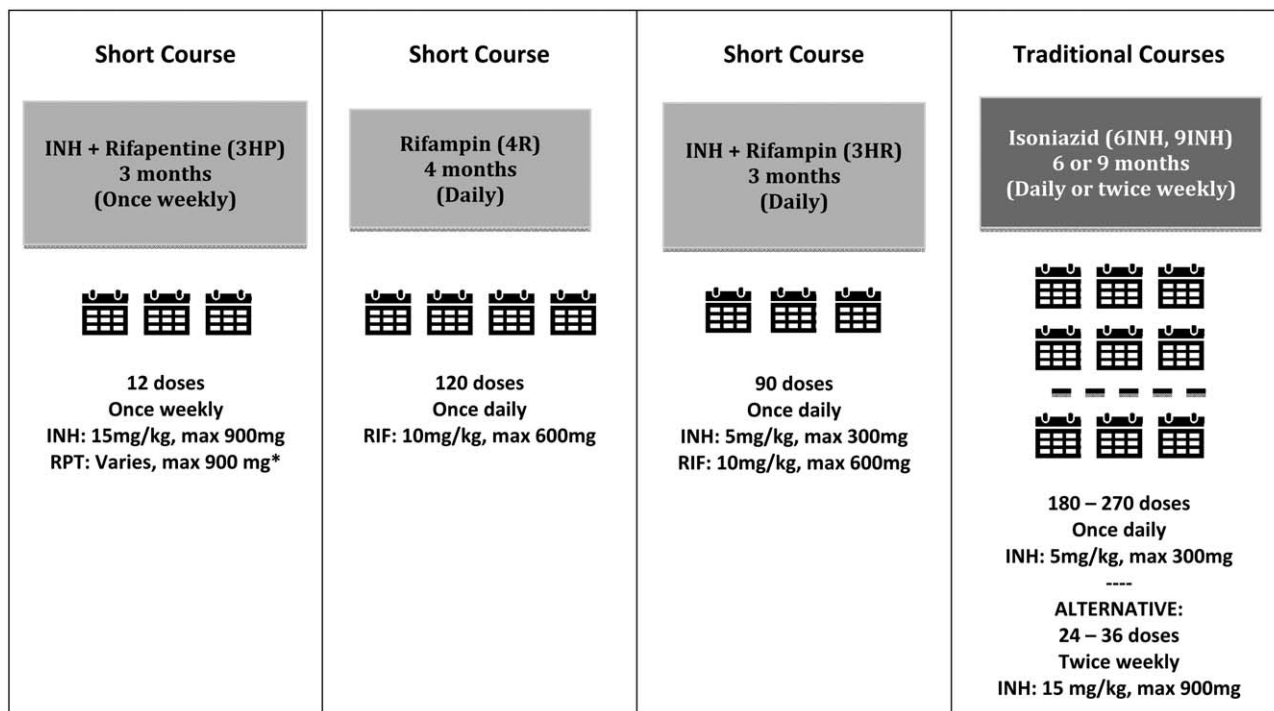 Short Course
INH + Rifapentine (3HP)
3 months
(Once weekly)
12 doses
Once weekly
INH: 15mg/kg, max 900mg
RPT: Varies, max 900 mg*
Short Course
Rifampin (4R)
4 months
(Daily)
120 doses
Once daily
RIF: 10mg/kg, max 600mg
Short Course
INH + Rifampin (3HR)
3 months
(Daily)
90 doses
Once daily
INH: 5mg/kg, max 300mg
RIF: 10mg/kg, max 600mg
Traditional Courses
Isoniazid (6INH, 9INH)
6 or 9 months
(Daily or twice weekly)
180 – 270 doses
Once daily
INH: 5mg/kg, max 300mg
----
ALTERNATIVE:
24 – 36 doses
Twice weekly
INH: 15 mg/kg, max 900mg